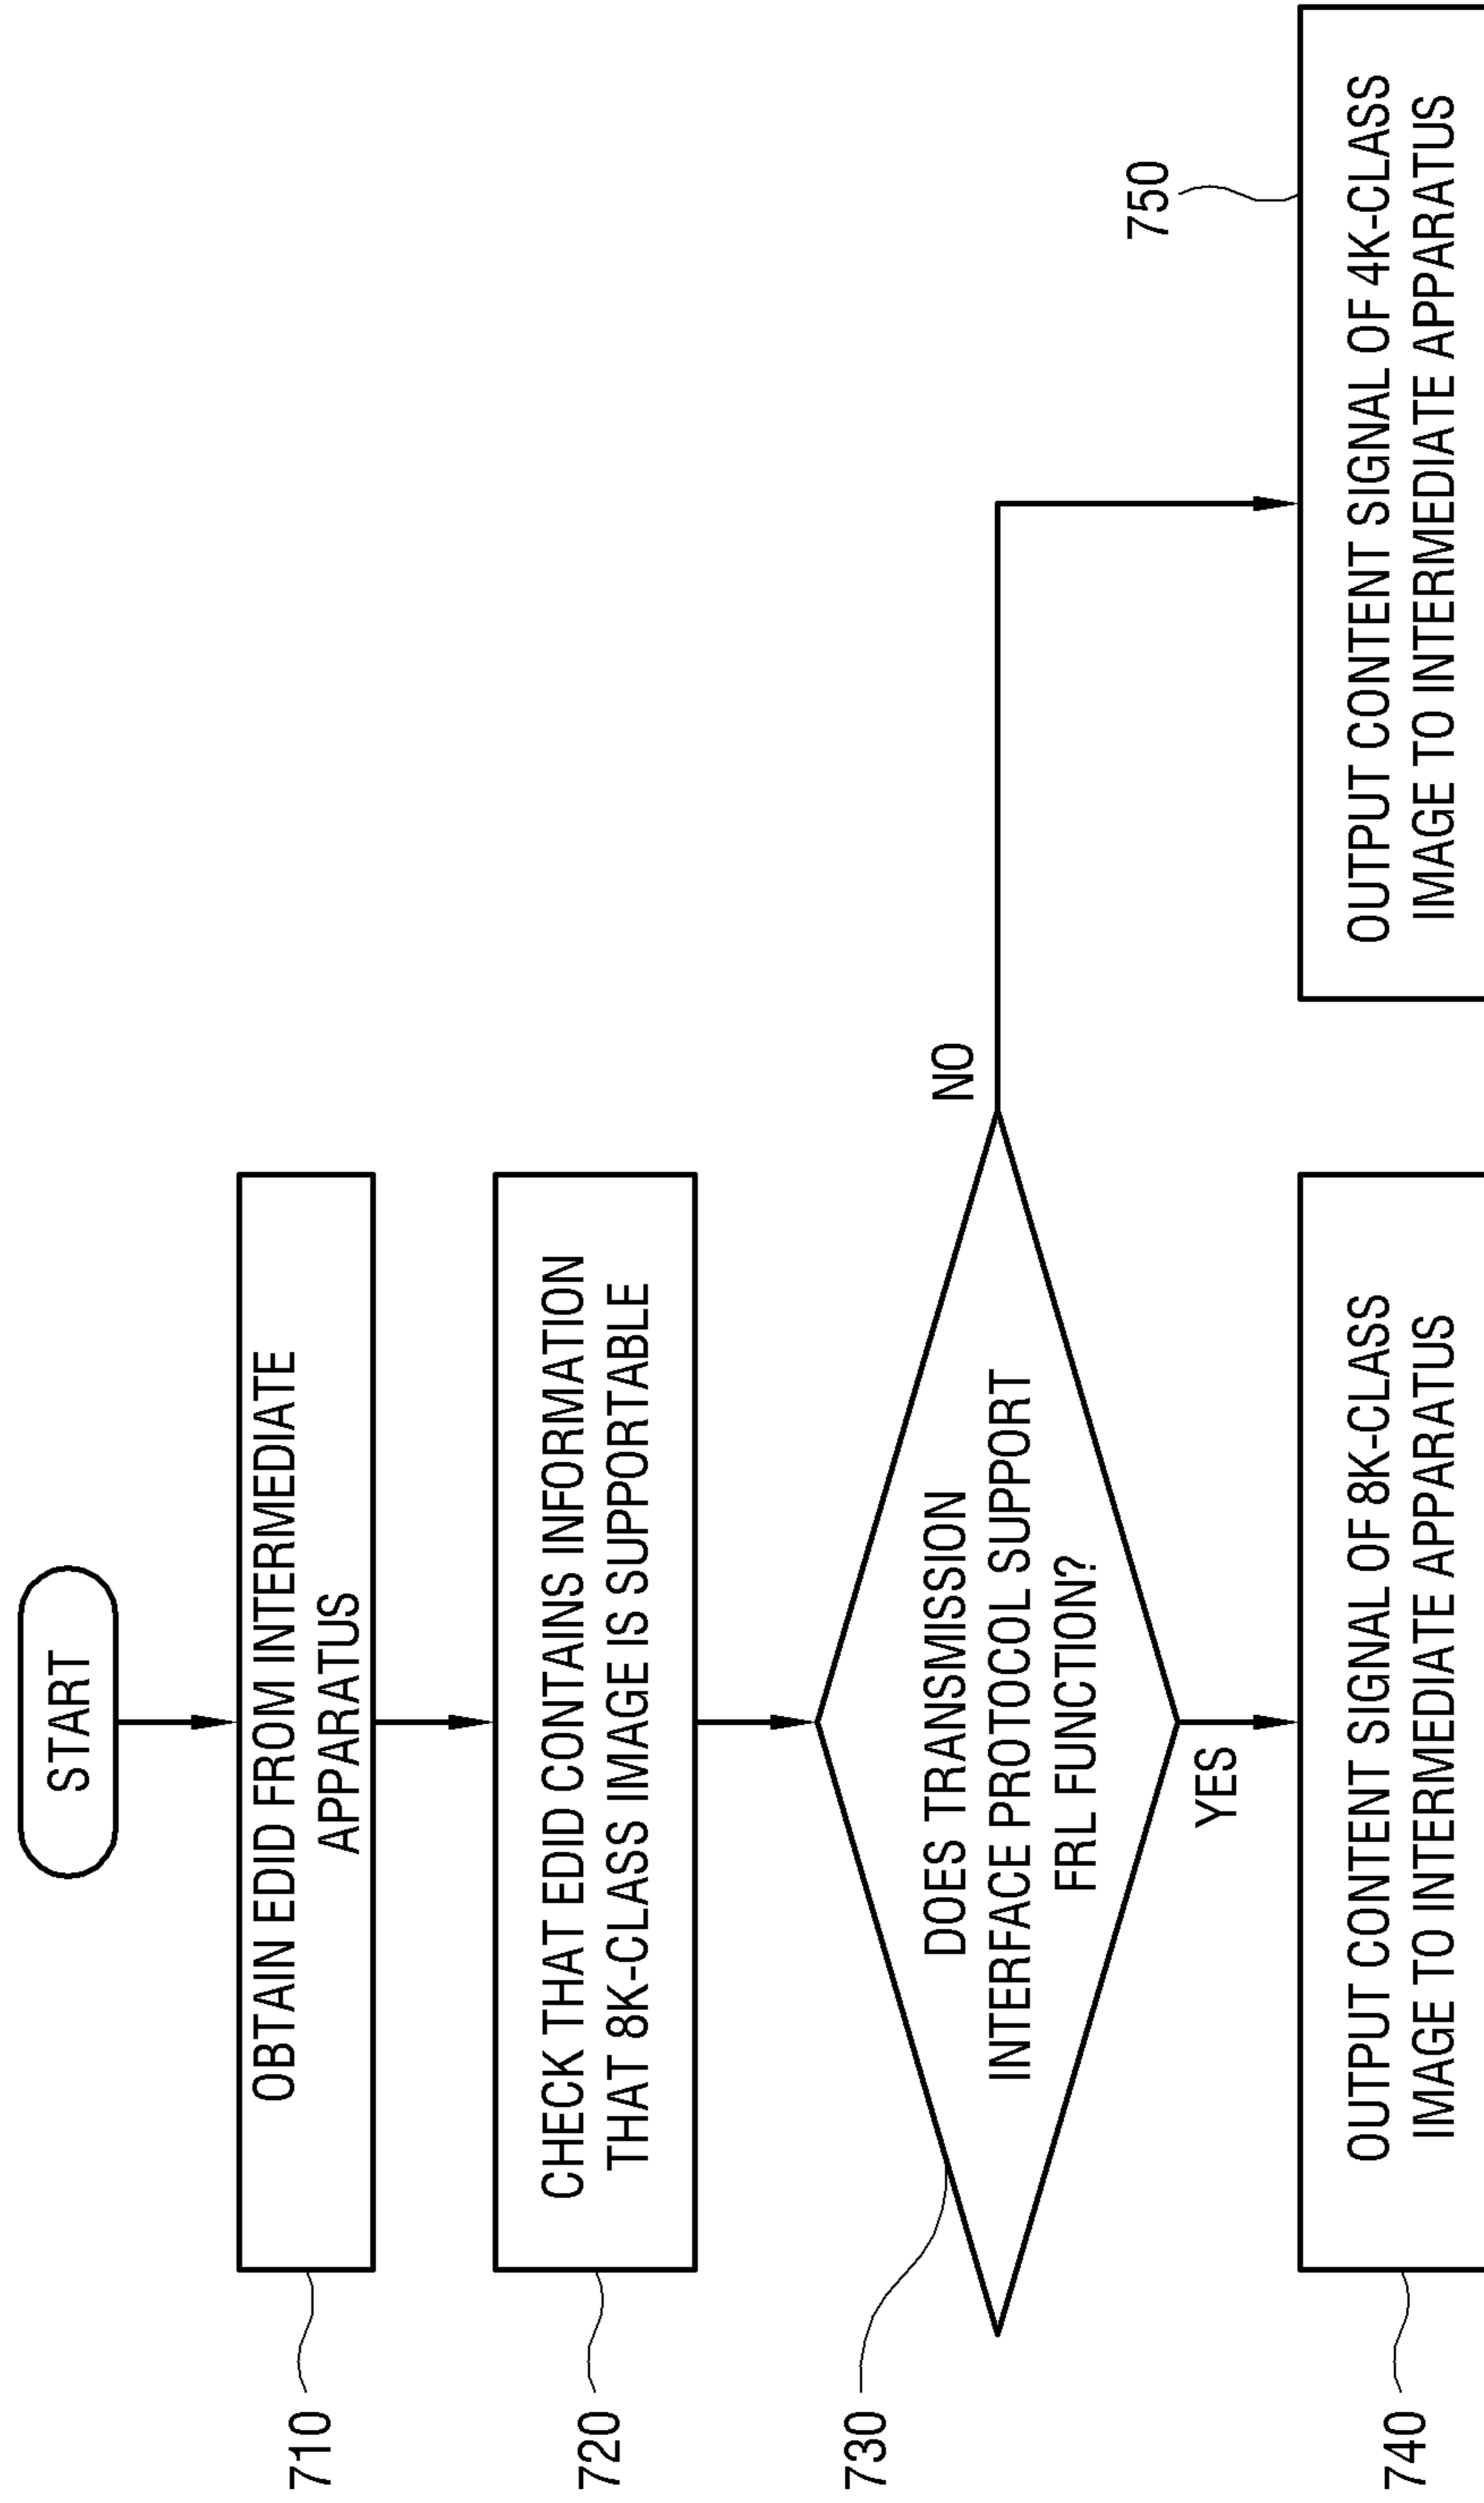 START
710
OBTAIN EDID FROM INTERMEDIATE
APPARATUS
720
CHECK THAT EDID CONTAINS INFORMATION
THAT 8K-CLASS IMAGE IS SUPPORTABLE
730
DOES TRANSMISSION
INTERFACE PROTOCOL SUPPORT
FRL FUNCTION?
NO
YES
740
OUTPUT CONTENT SIGNAL OF 8K-CLASS
IMAGE TO INTERMEDIATE APPARATUS
750
OUTPUT CONTENT SIGNAL OF 4K-CLASS
IMAGE TO INTERMEDIATE APPARATUS